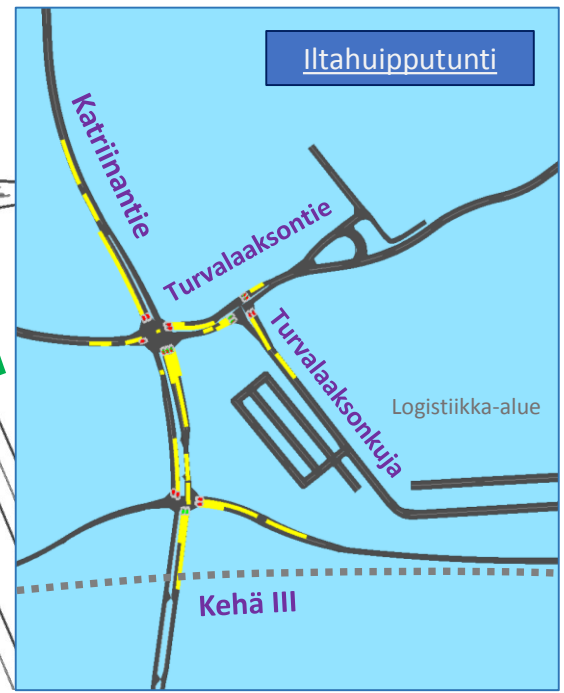 Iltahuipputunti
Katriinantie
Turvalaaksontie
Turvalaaksonkuja
Logistiikka-alue
Kehä III